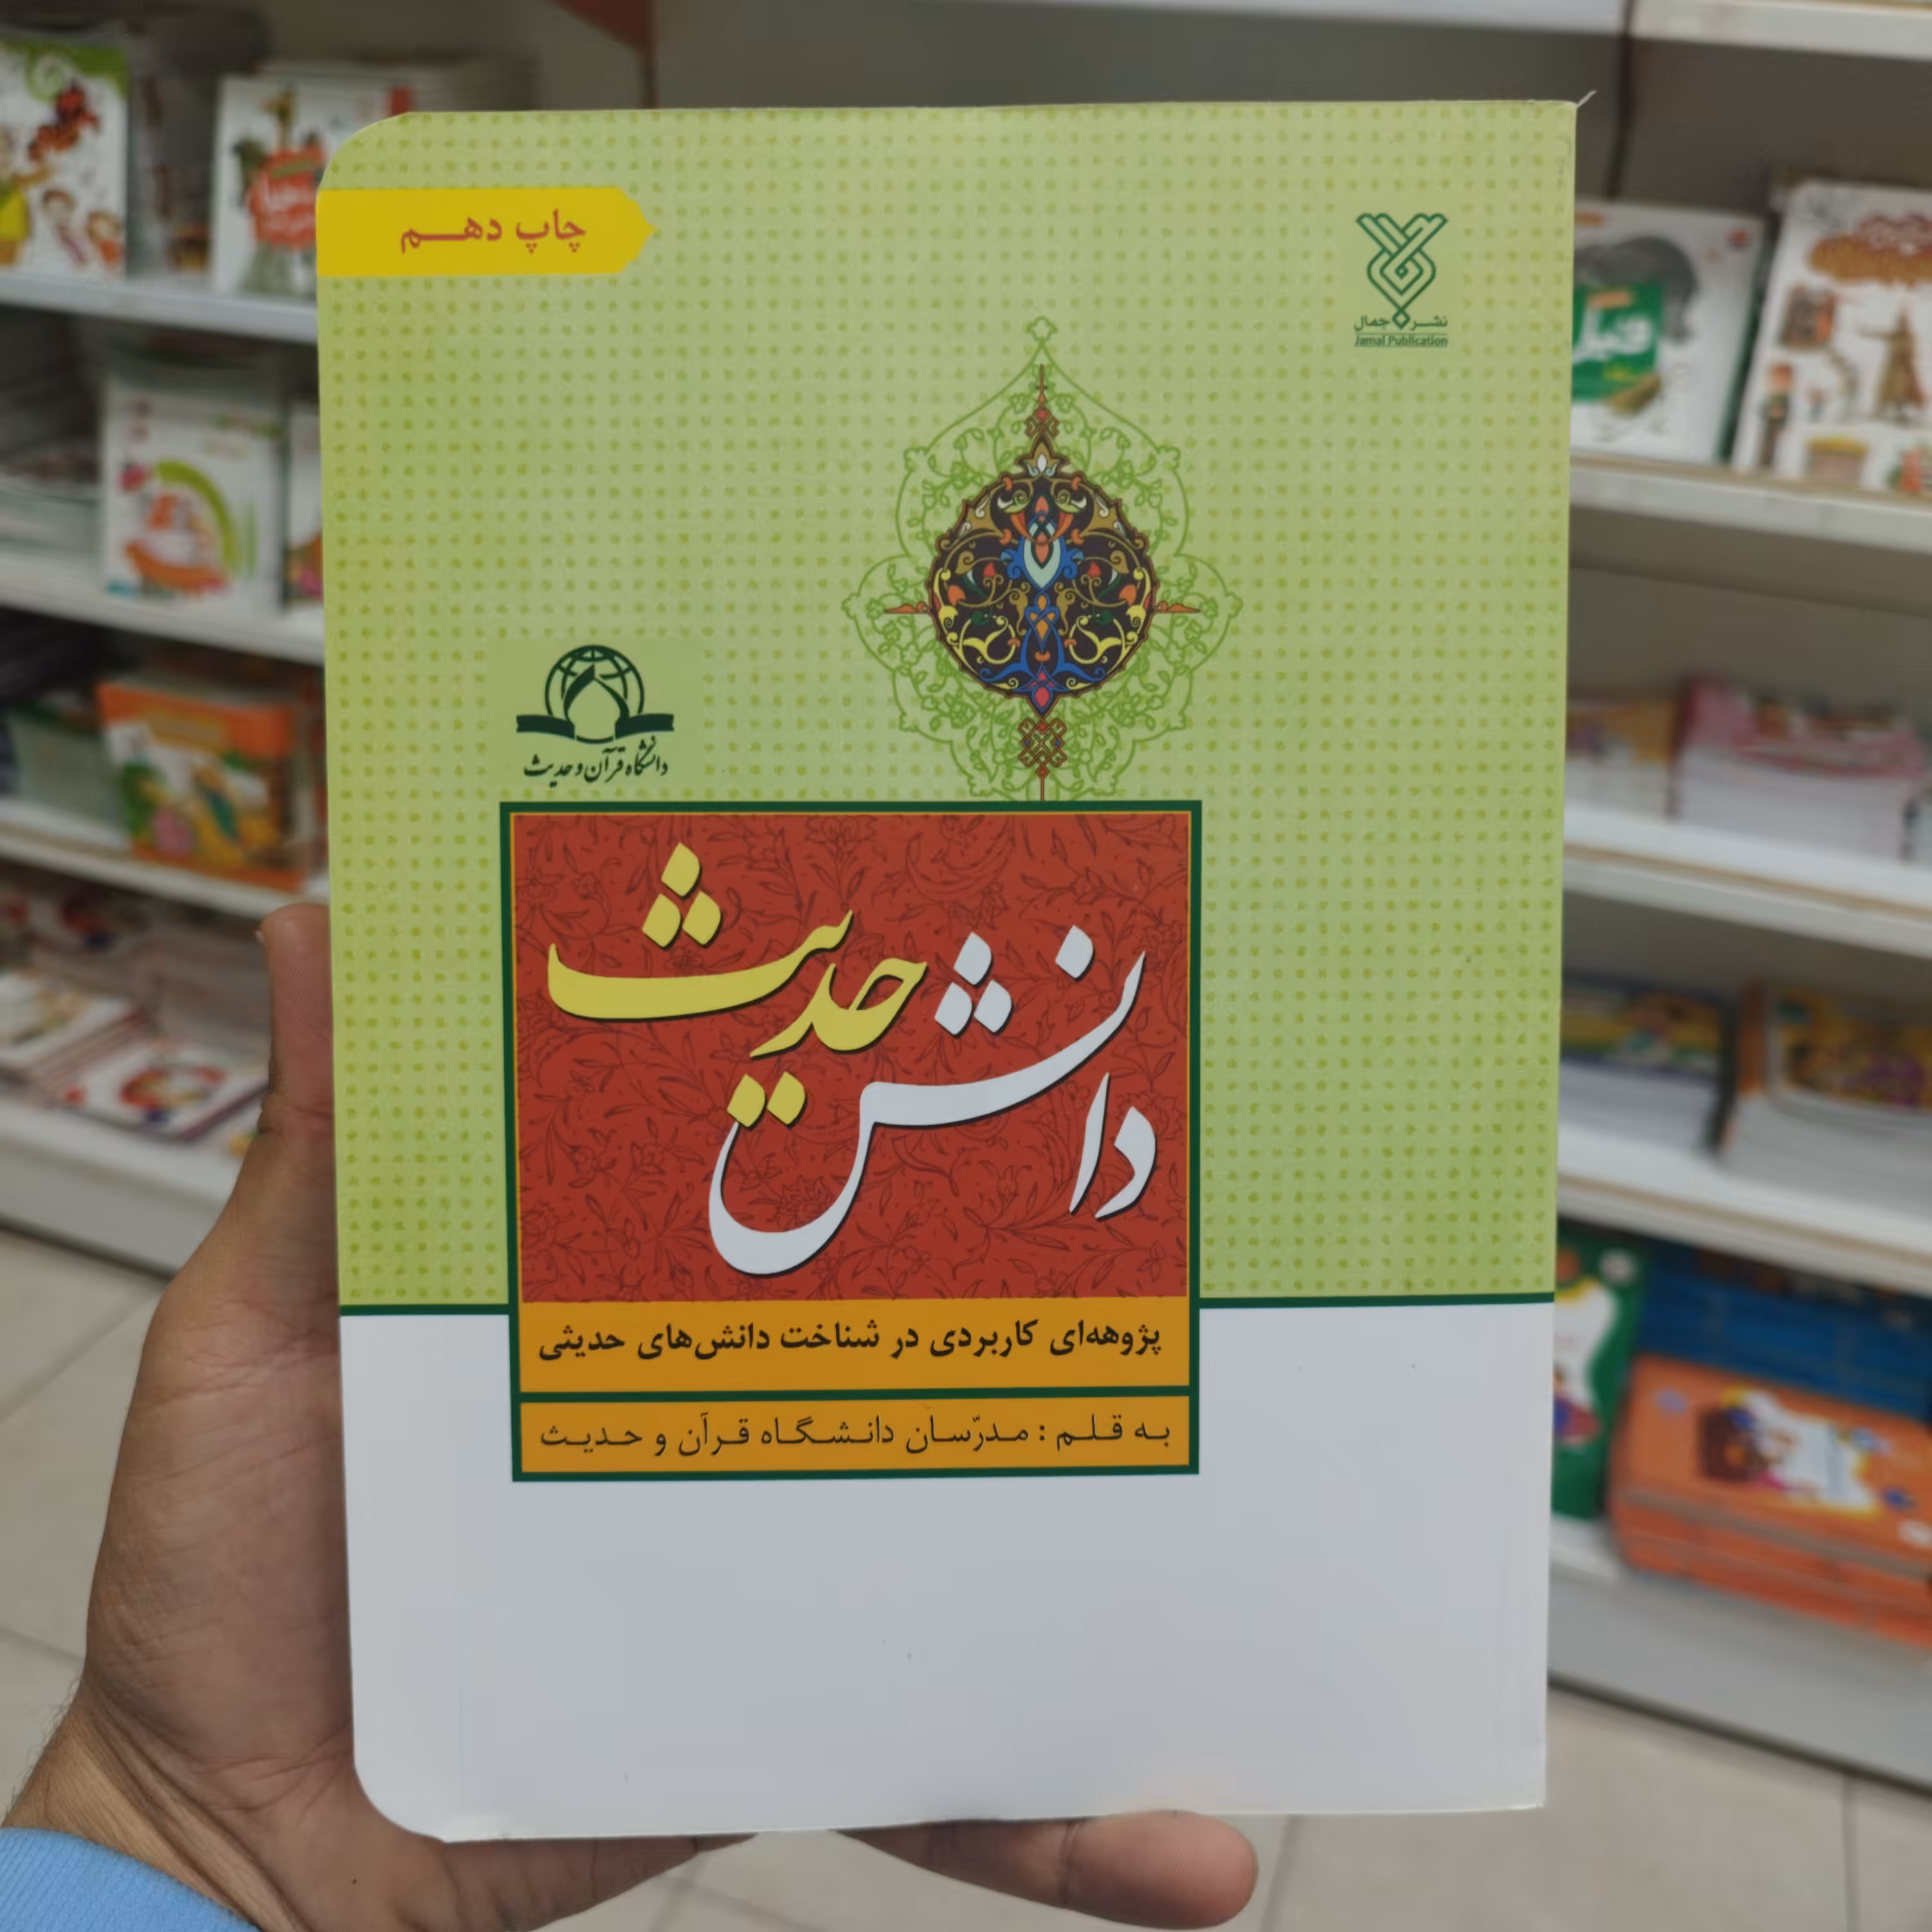 چاپ دهم
نشر جمال
Jamal Publication
دانشگاه قرآن و حدیث
دانش حدیث
پژوهه‌ای کاربردی در شناخت دانش‌های حدیثی
به قلم : مدرّسان دانشگاه قرآن و حدیث
فیل